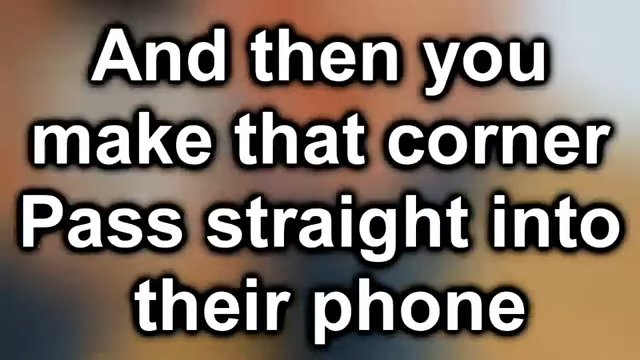 And then you
make that corner
Pass straight into
their phone